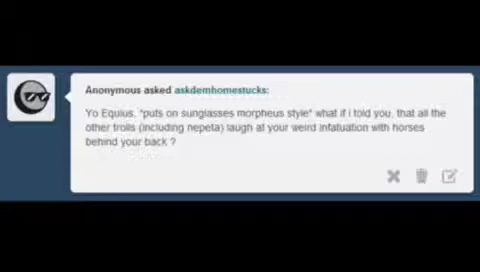 Anonymous asked askdemhomestucks:
Yo Equius, *puts on sunglasses morpheus style* what if i told you, that all the
other trolls (including nepeta) laugh at your weird infatuation with horses
behind your back ?